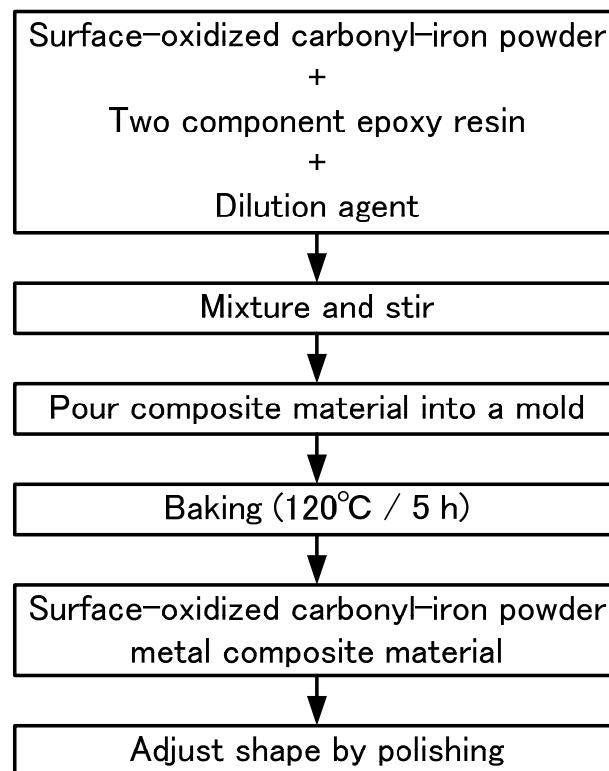 Surface-oxidized carbonyl-iron powder
+
Two component epoxy resin
+
Dilution agent
Mixture and stir
Pour composite material into a mold
Baking (120℃ / 5 h)
Surface-oxidized carbonyl-iron powder
metal composite material
Adjust shape by polishing